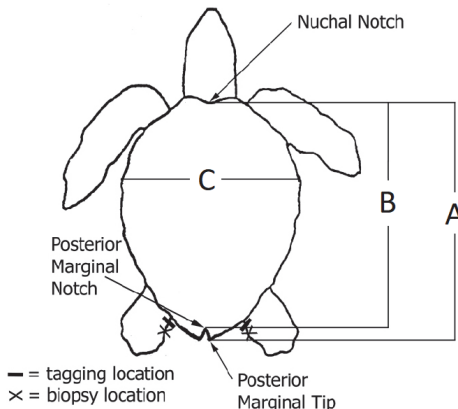 Nuchal Notch
C
B
A
Posterior
Marginal
Notch
= tagging location
× = biopsy location
Posterior
Marginal Tip